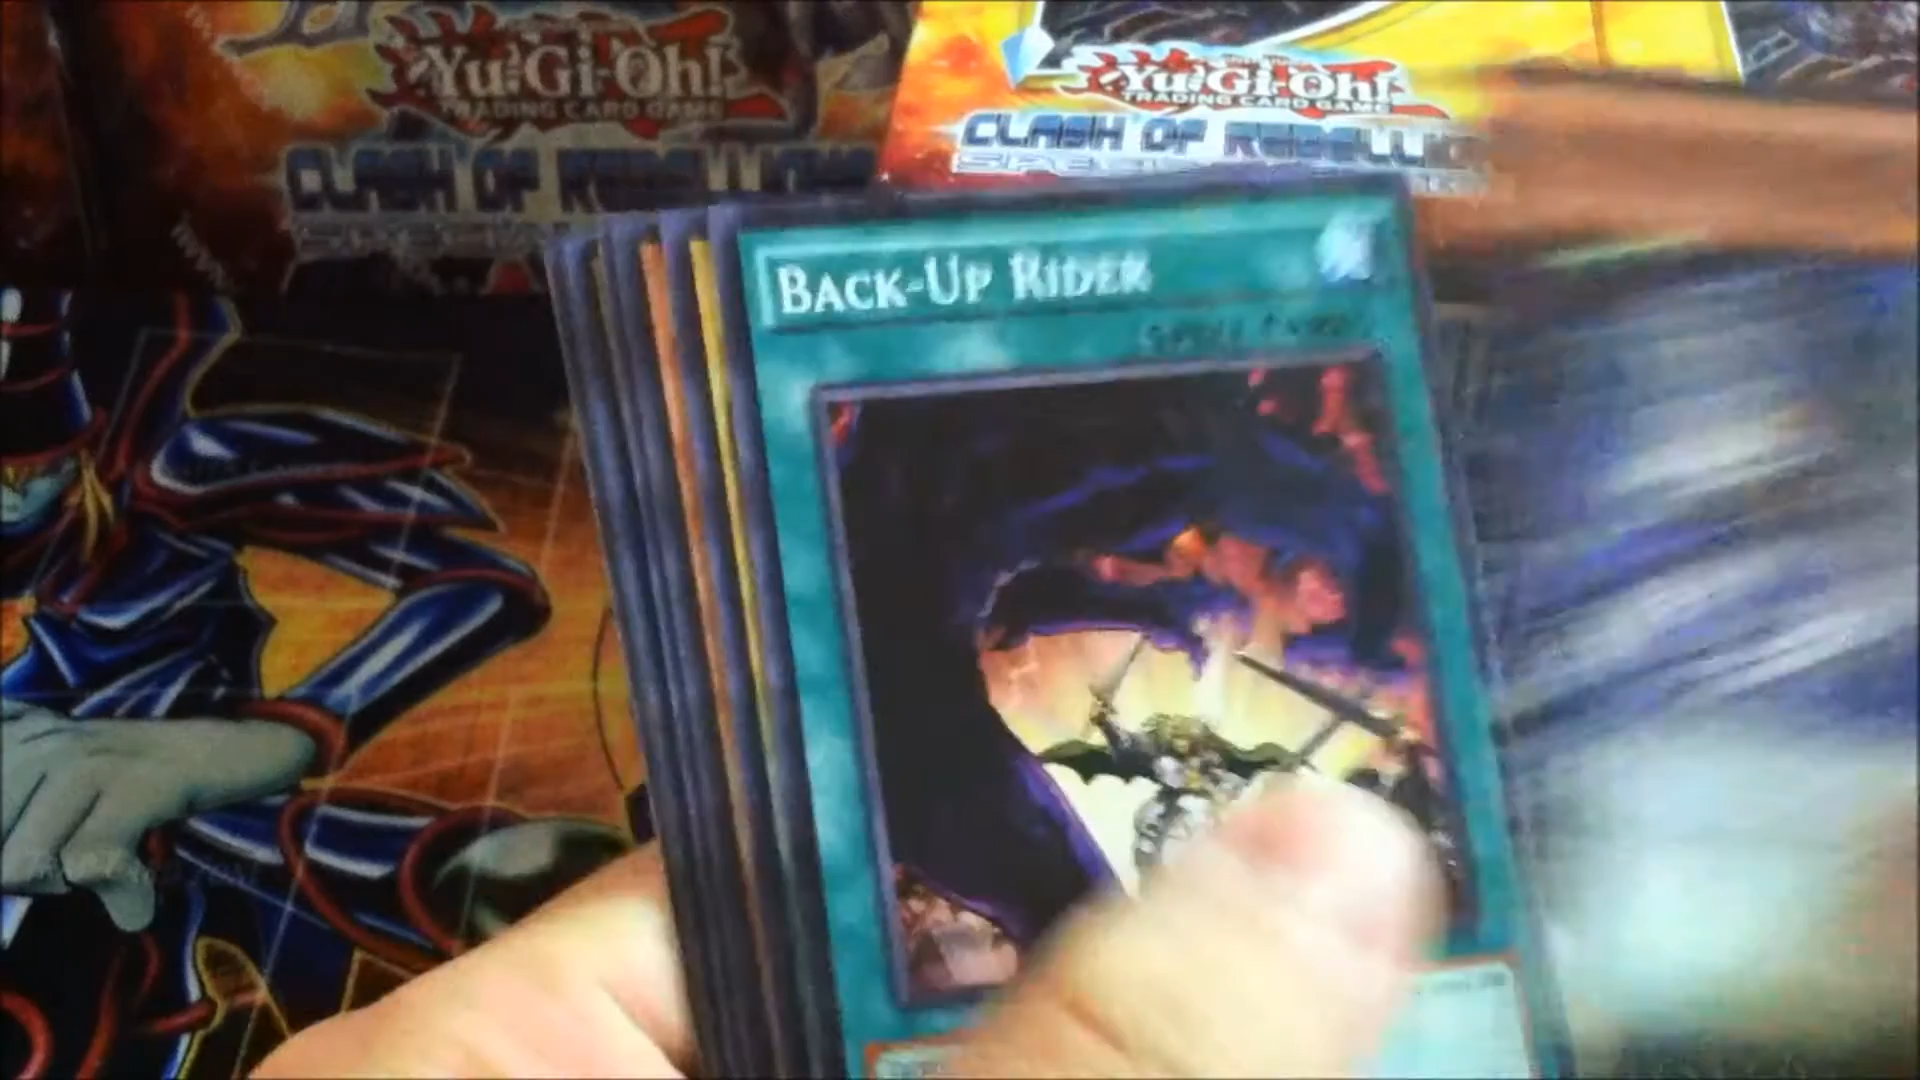 Yu-Gi-Oh!
TRADING CARD GAME
CLASH OF REBELLIONS
Yu-Gi-Oh!
TRADING CARD GAME
CLASH OF REBELLI
BACK-UP RIDER